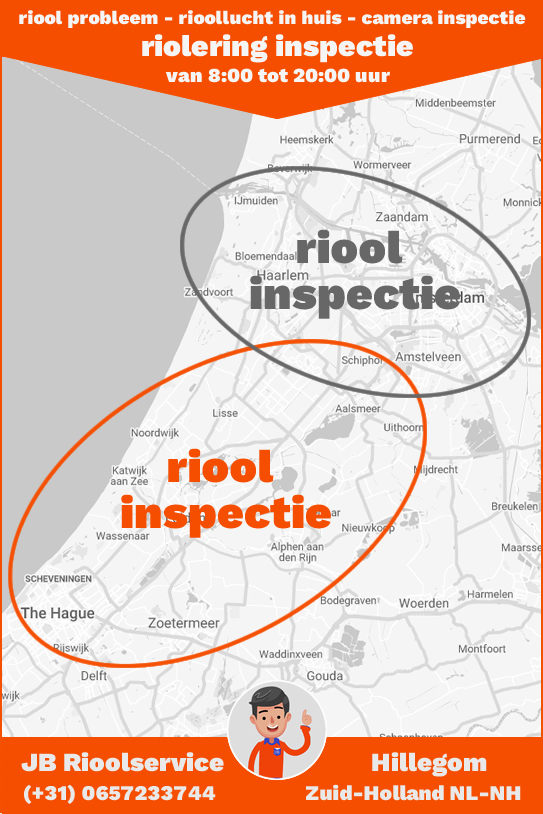 riool probleem - rioollucht in huis - camera inspectie
riolering inspectie
van 8:00 tot 20:00 uur
Middenbeemster
Heemskerk
Purmerend
Beverwijk
Wormerveer
IJmuiden
Monnick
Zaandam
riool
Bloemendaal
Haarlem
Zandvoort
inspectie
Amsterdam
Schiphol
Amstelveen
Lisse
Aalsmeer
Uithoorn
Noordwijk
riool
Katwijk
aan Zee
Mijdrecht
inspectie
Breukelen
Nieuwkoop
Wassenaar
Alphen aan
den Rijn
Maarsse
SCHEVENINGEN
Harmelen
Bodegraven
Woerden
The Hague
Zoetermeer
Rijswijk
Waddinxveen
Montfoort
Delft
Gouda
wijk
JB Rioolservice
Hillegom
(+31) 0657233744
Zuid-Holland NL-NH